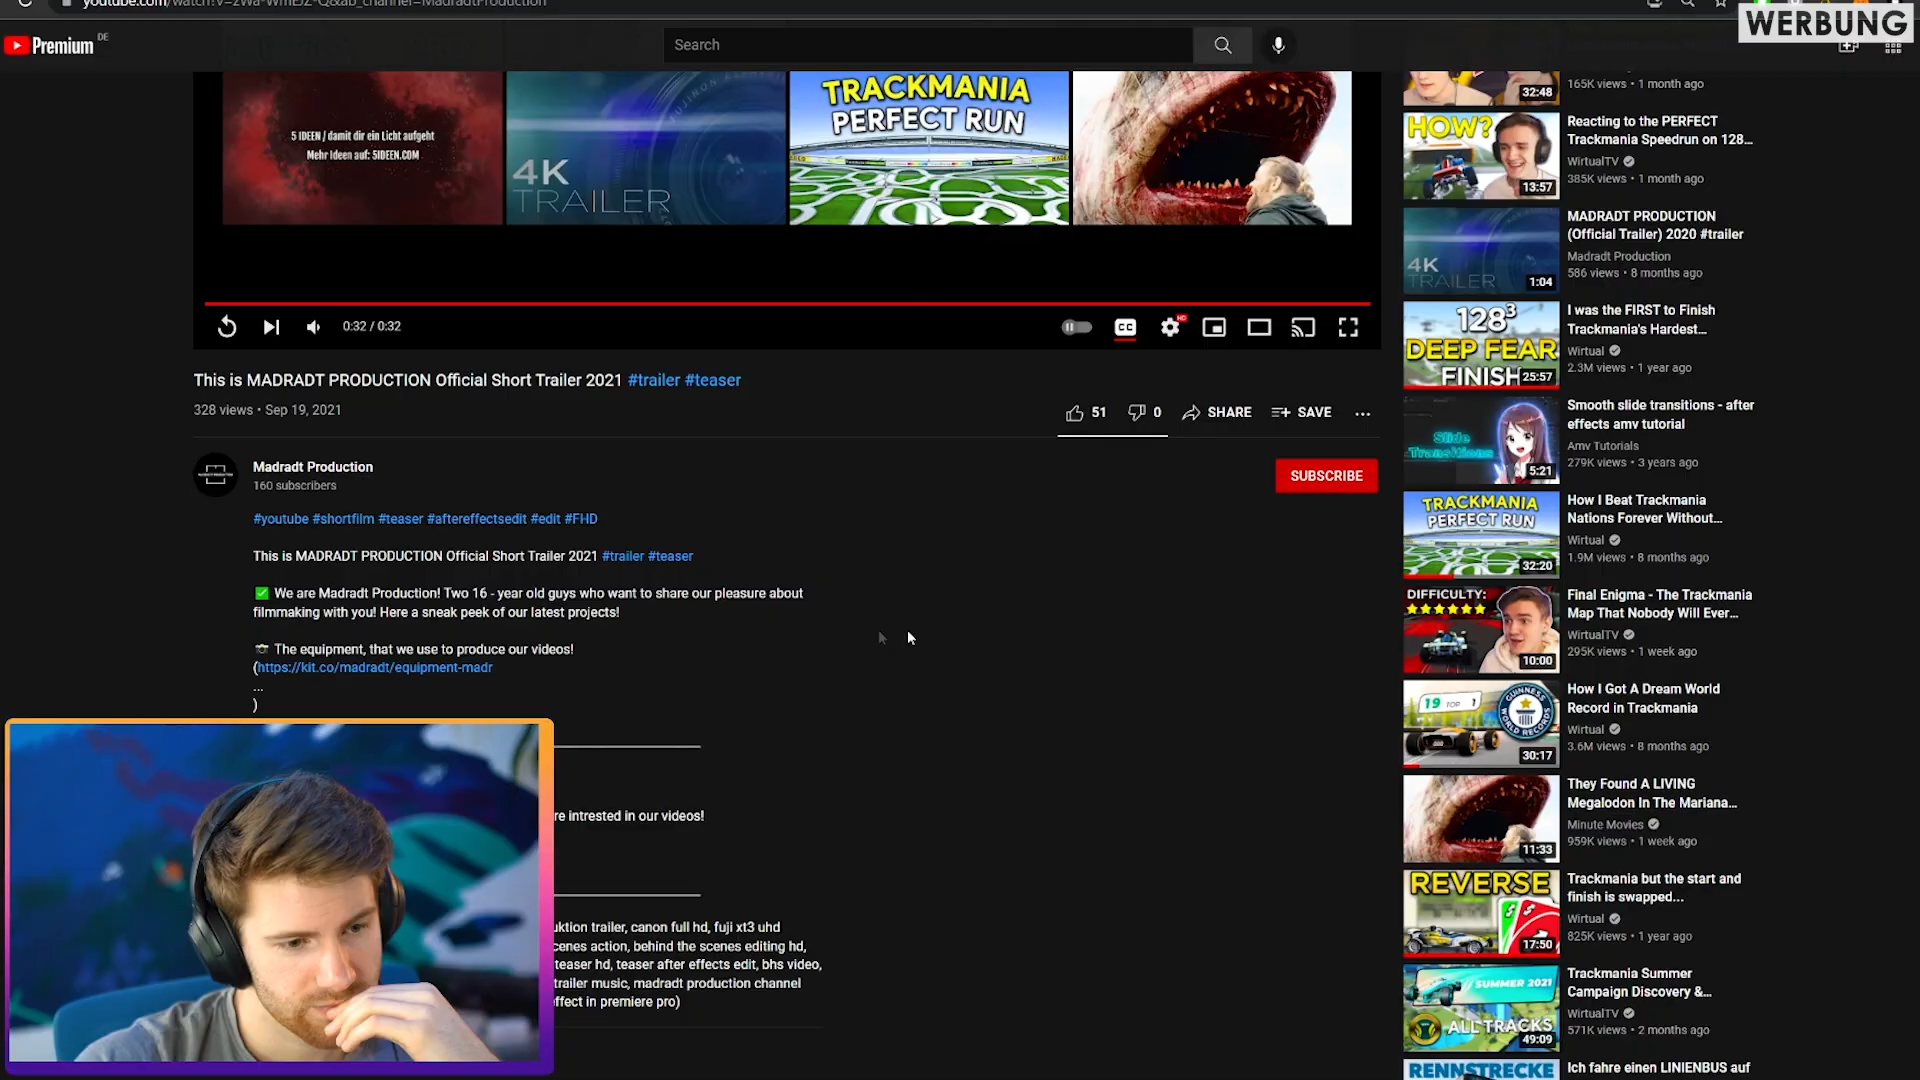 WERBUNG
Premium
DE
Search
5 IDEEN / damit dir ein Licht aufgeht
Mehr Ideen auf: 5IDEEN.COM
4K
TRAILER
TRACKMANIA
PERFECT RUN
0:32 / 0:32
CC
HD
This is MADRADT PRODUCTION Official Short Trailer 2021 #trailer #teaser
328 views • Sep 19, 2021
51
0
SHARE
SAVE
Madradt Production
160 subscribers
SUBSCRIBE
#youtube #shortfilm #teaser #aftereffectsedit #edit #FHD
This is MADRADT PRODUCTION Official Short Trailer 2021 #trailer #teaser
We are Madradt Production! Two 16 - year old guys who want to share our pleasure about
filmmaking with you! Here a sneak peek of our latest projects!
The equipment, that we use to produce our videos!
(https://kit.co/madradt/equipment-madr
...
)
re intrested in our videos!
uktion trailer, canon full hd, fuji xt3 uhd
cenes action, behind the scenes editing hd,
teaser hd, teaser after effects edit, bhs video,
trailer music, madradt production channel
ffect in premiere pro)
32:48
165K views • 1 month ago
HOW?
13:57
Reacting to the PERFECT
Trackmania Speedrun on 128...
WirtualTV
385K views • 1 month ago
4K
TRAILER
1:04
MADRADT PRODUCTION
(Official Trailer) 2020 #trailer
Madradt Production
586 views • 8 months ago
128³
DEEP FEAR
FINISH
25:57
I was the FIRST to Finish
Trackmania's Hardest...
Wirtual
2.3M views • 1 year ago
Slide
Transitions
5:21
Smooth slide transitions - after
effects amv tutorial
Amv Tutorials
279K views • 3 years ago
TRACKMANIA
PERFECT RUN
32:20
How I Beat Trackmania
Nations Forever Without...
Wirtual
1.9M views • 8 months ago
DIFFICULTY:
10:00
Final Enigma - The Trackmania
Map That Nobody Will Ever...
WirtualTV
295K views • 1 week ago
19 TOP 1
30:17
How I Got A Dream World
Record in Trackmania
Wirtual
3.6M views • 8 months ago
11:33
They Found A LIVING
Megalodon In The Mariana...
Minute Movies
959K views • 1 week ago
REVERSE
17:50
Trackmania but the start and
finish is swapped...
Wirtual
825K views • 1 year ago
SUMMER 2021
ALL TRACKS
49:09
Trackmania Summer
Campaign Discovery &...
WirtualTV
571K views • 2 months ago
RENNSTRECKE
Ich fahre einen LINIENBUS auf